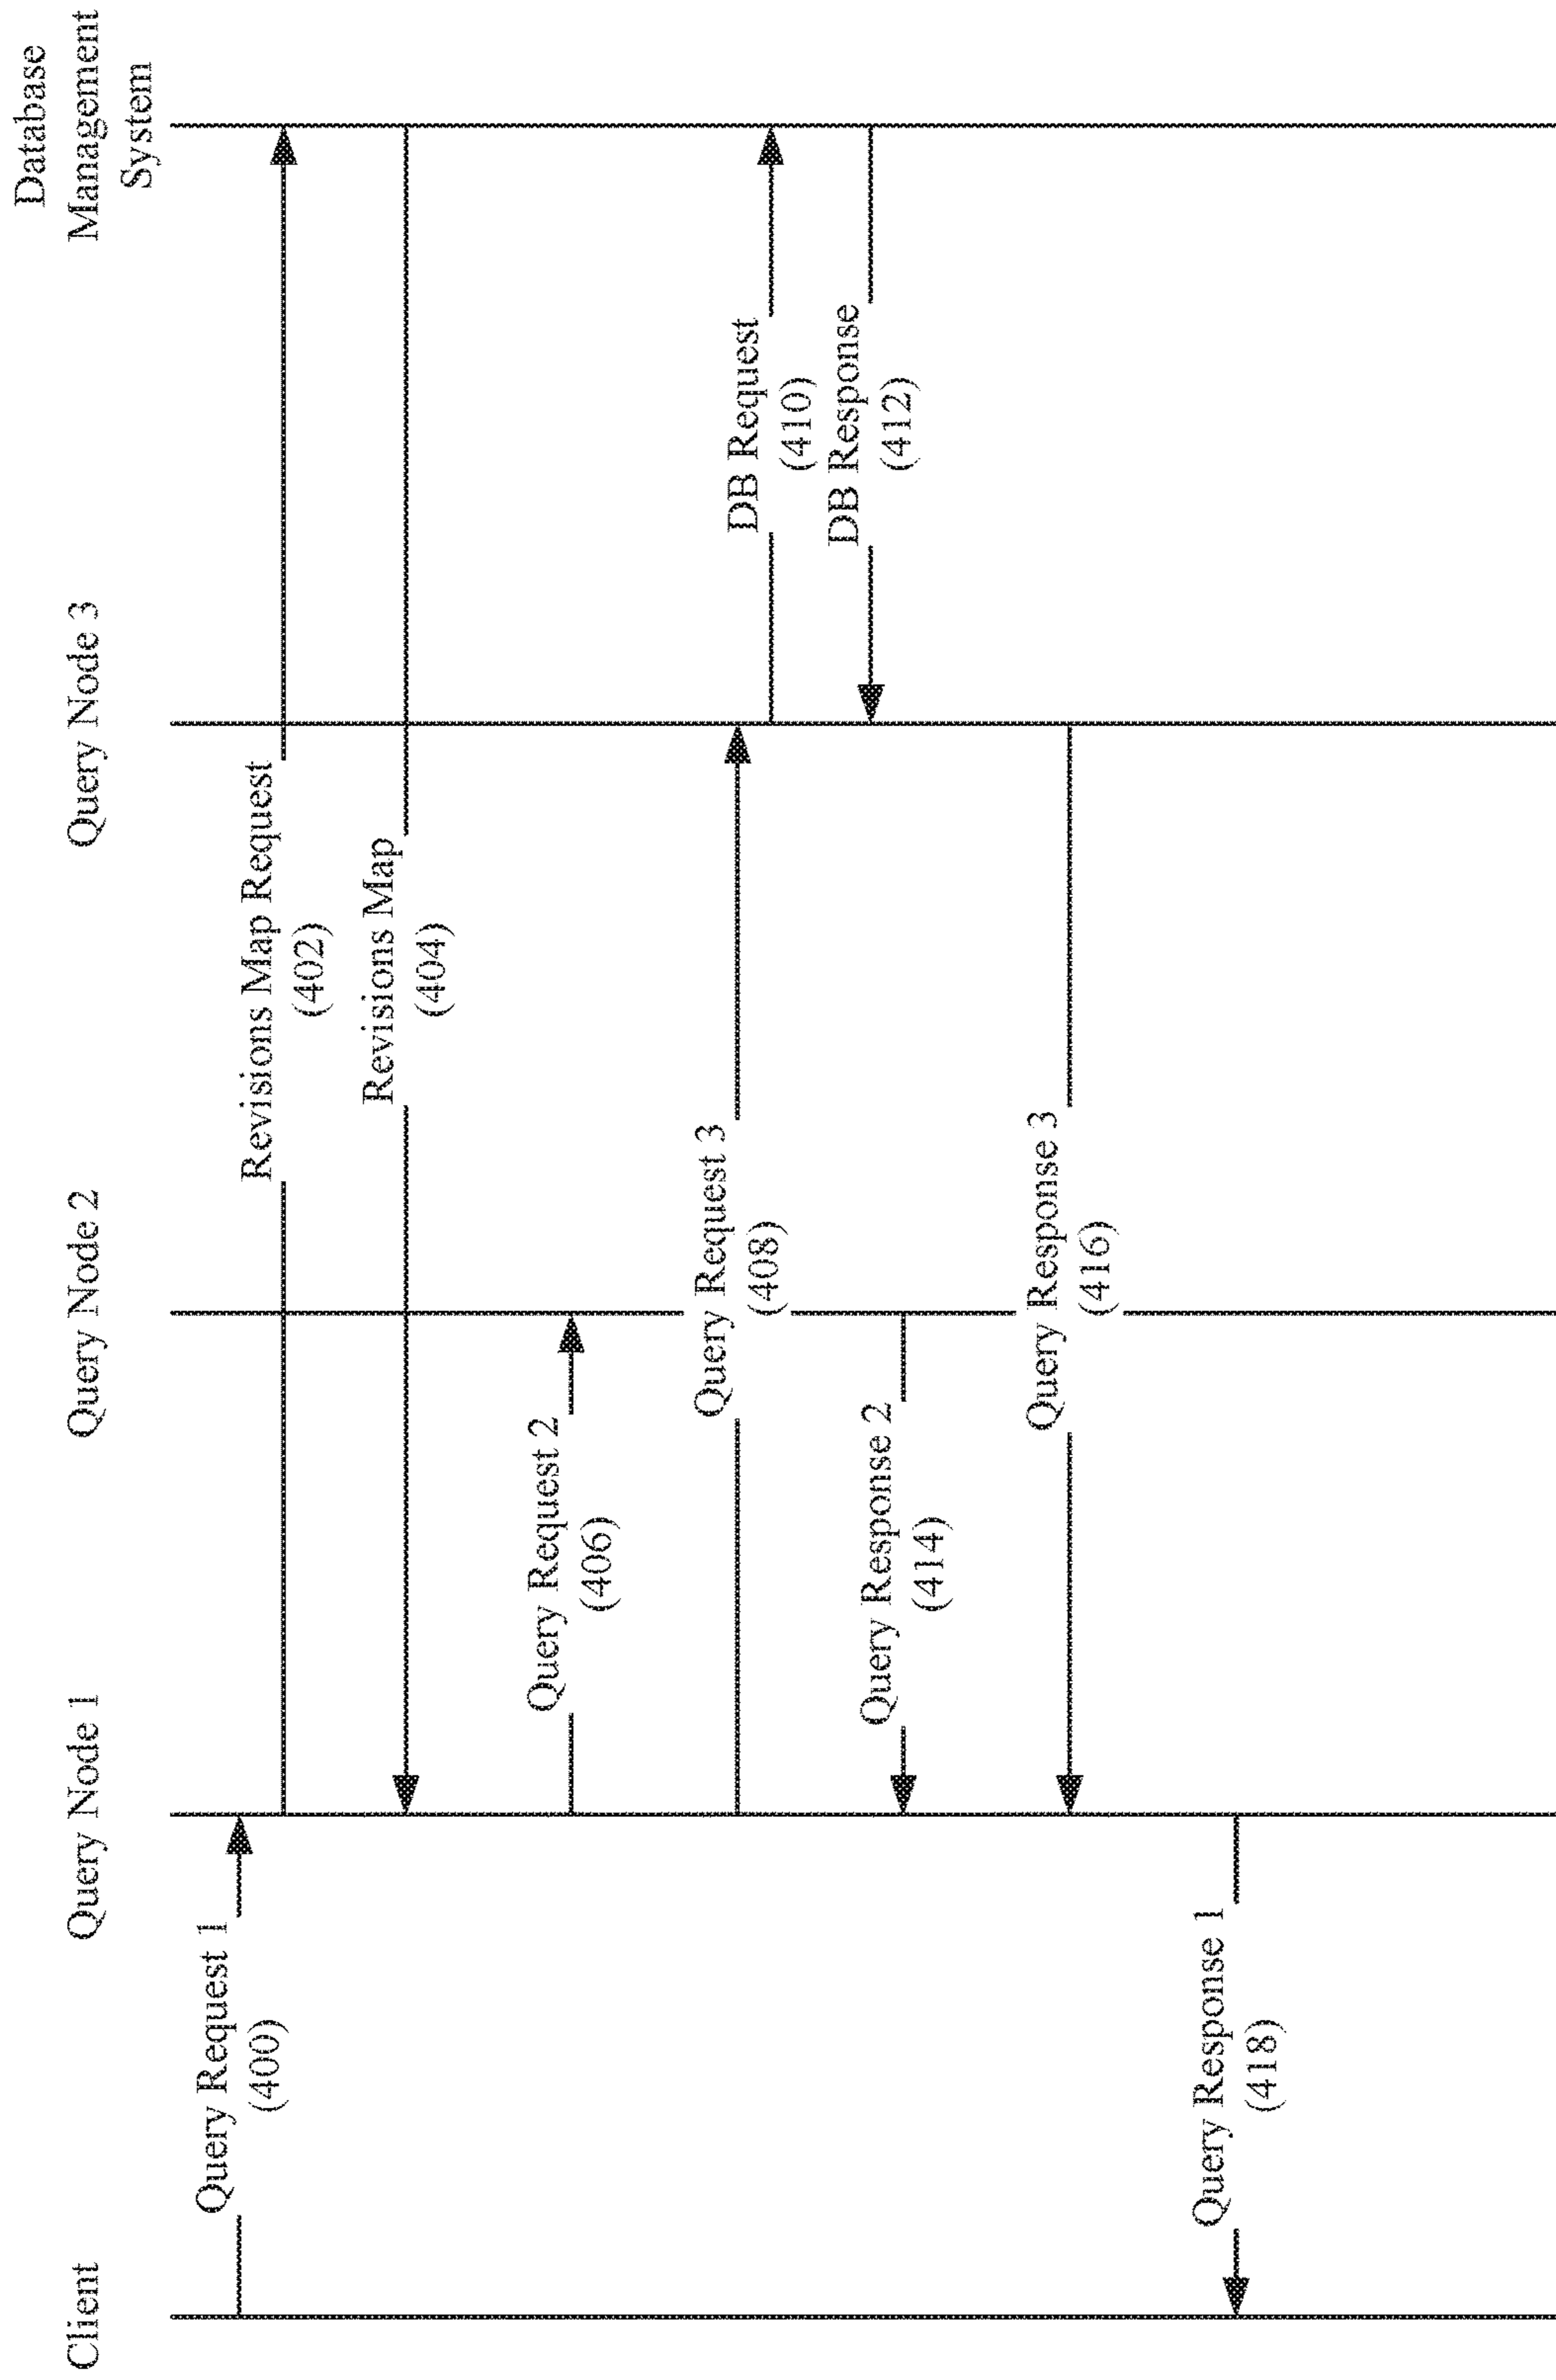 Client
Query Node 1
Query Node 2
Query Node 3
Database
Management
System
Query Request 1
(400)
Revisions Map Request
(402)
Revisions Map
(404)
Query Request 2
(406)
Query Request 3
(408)
DB Request
(410)
DB Response
(412)
Query Response 2
(414)
Query Response 3
(416)
Query Response 1
(418)